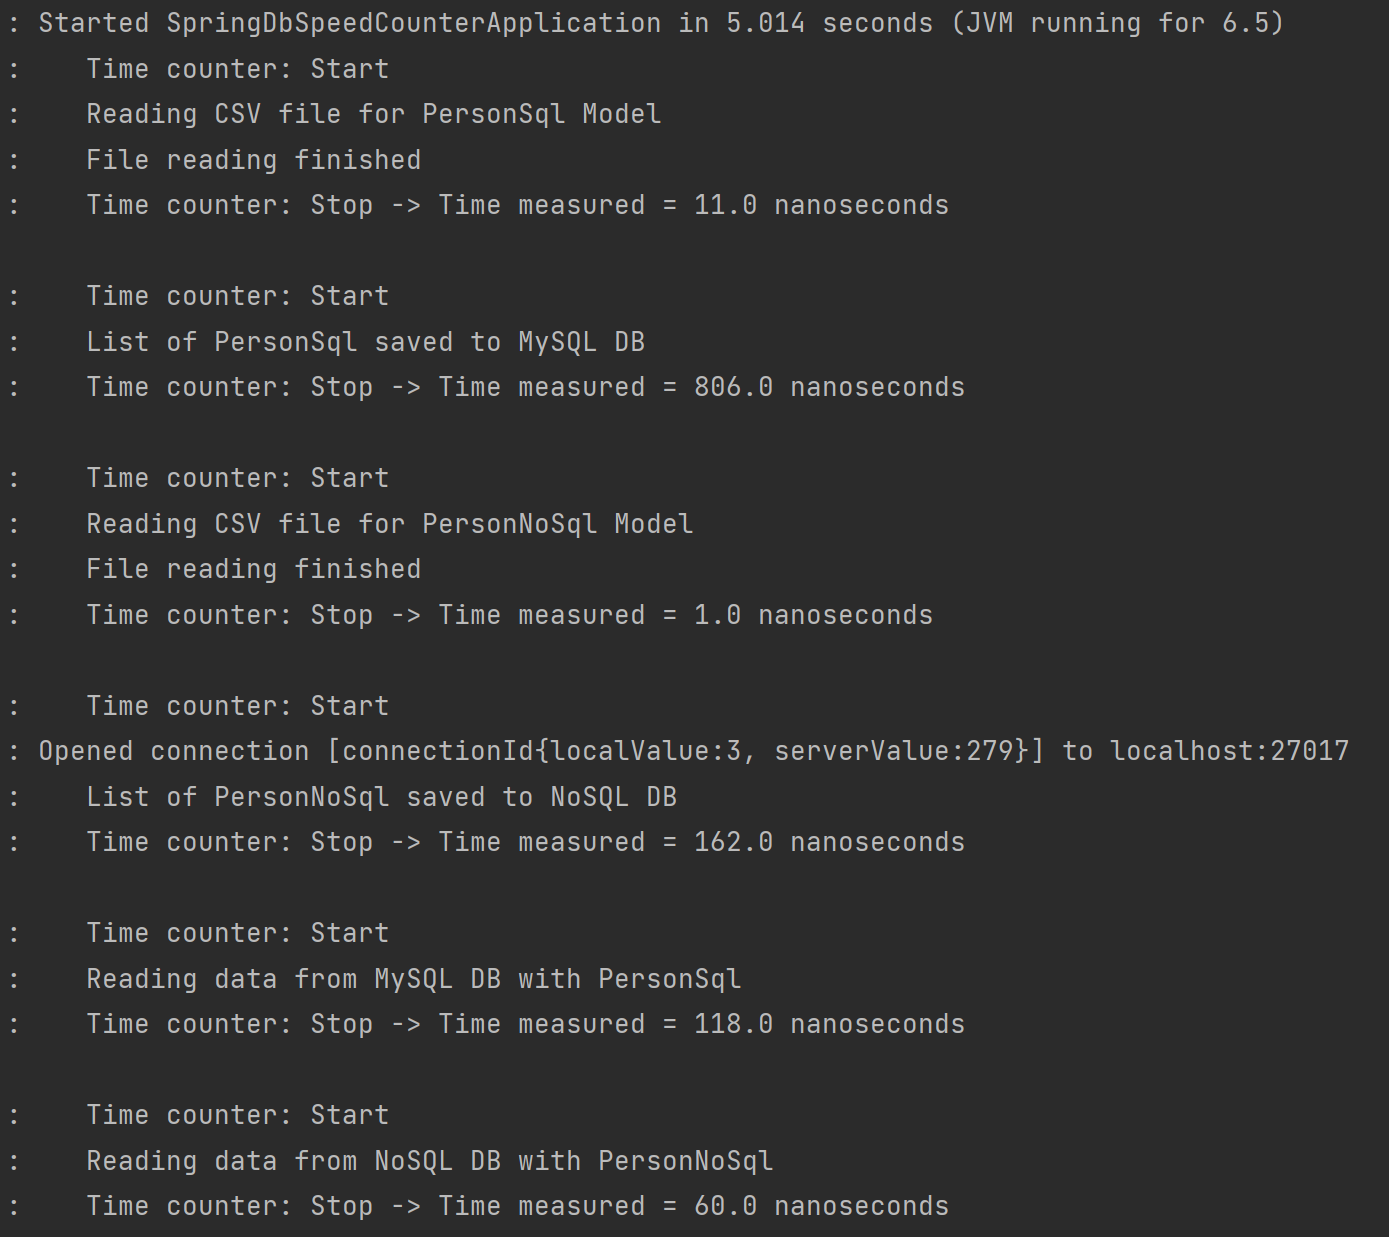 : Started SpringDbSpeedCounterApplication in 5.014 seconds (JVM running for 6.5)
:    Time counter: Start
:    Reading CSV file for PersonSql Model
:    File reading finished
:    Time counter: Stop -> Time measured = 11.0 nanoseconds
:    Time counter: Start
:    List of PersonSql saved to MySQL DB
:    Time counter: Stop -> Time measured = 806.0 nanoseconds
:    Time counter: Start
:    Reading CSV file for PersonNoSql Model
:    File reading finished
:    Time counter: Stop -> Time measured = 1.0 nanoseconds
:    Time counter: Start
: Opened connection [connectionId{localValue:3, serverValue:279}] to localhost:27017
:    List of PersonNoSql saved to NoSQL DB
:    Time counter: Stop -> Time measured = 162.0 nanoseconds
:    Time counter: Start
:    Reading data from MySQL DB with PersonSql
:    Time counter: Stop -> Time measured = 118.0 nanoseconds
:    Time counter: Start
:    Reading data from NoSQL DB with PersonNoSql
:    Time counter: Stop -> Time measured = 60.0 nanoseconds